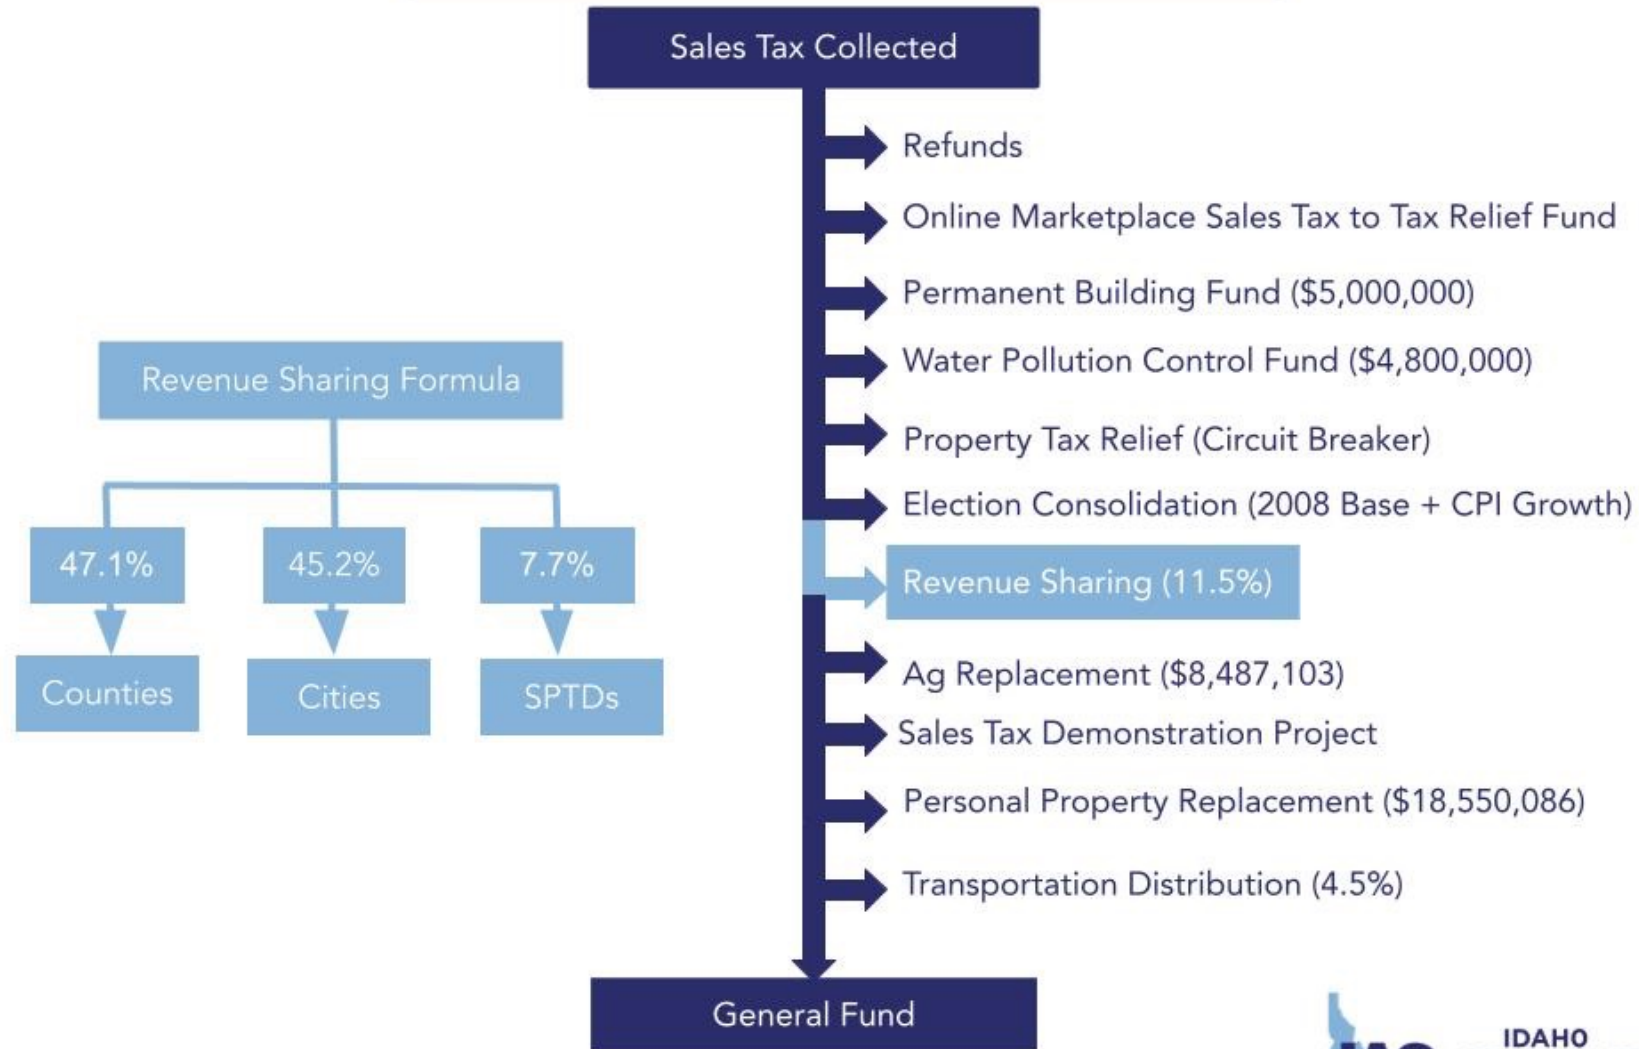 Sales Tax Collected
Refunds
Online Marketplace Sales Tax to Tax Relief Fund
Permanent Building Fund ($5,000,000)
Water Pollution Control Fund ($4,800,000)
Property Tax Relief (Circuit Breaker)
Election Consolidation (2008 Base + CPI Growth)
Revenue Sharing (11.5%)
Ag Replacement ($8,487,103)
Sales Tax Demonstration Project
Personal Property Replacement ($18,550,086)
Transportation Distribution (4.5%)
General Fund
Revenue Sharing Formula
47.1%
45.2%
7.7%
Counties
Cities
SPTDs
IDAHO